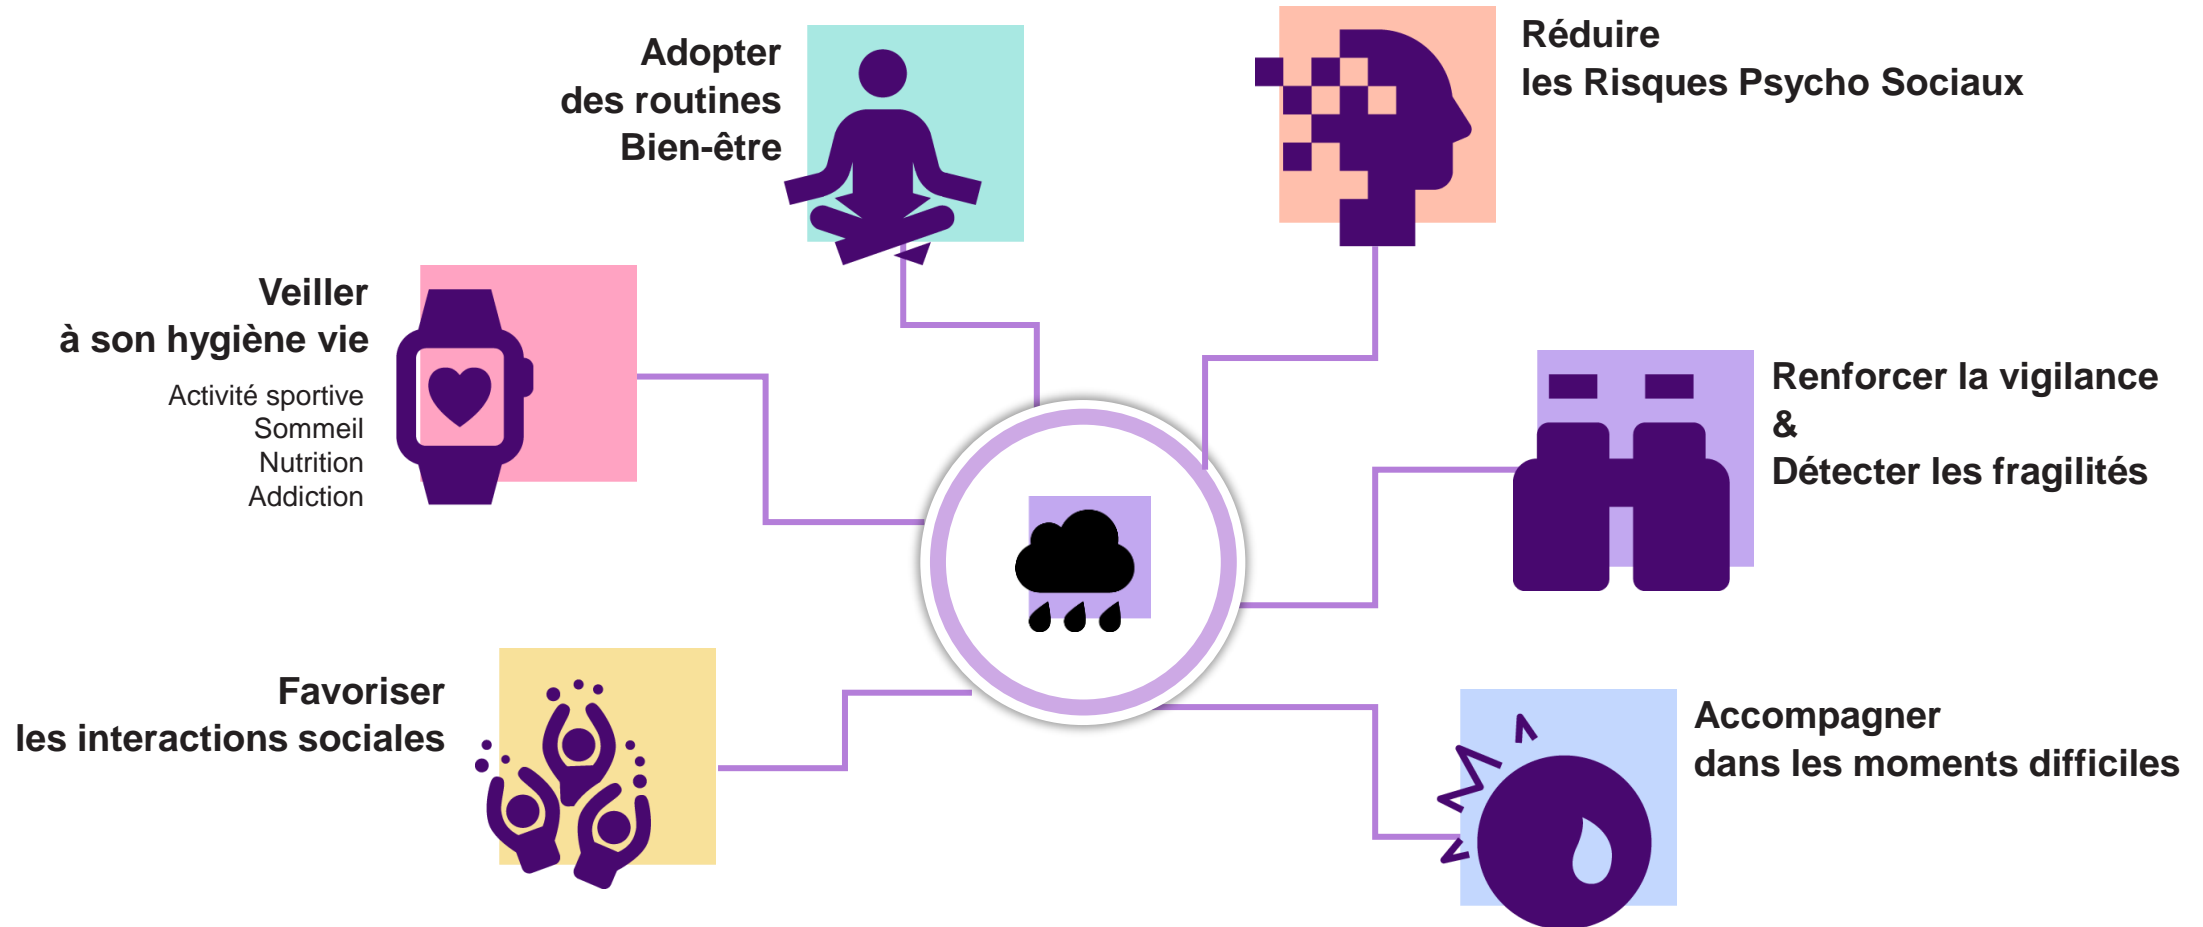 Adopter
des routines
Bien-être
Réduire
les Risques Psycho Sociaux
Veiller
à son hygiène vie
Activité sportive
Sommeil
Nutrition
Addiction
Renforcer la vigilance
&
Détecter les fragilités
Favoriser
les interactions sociales
Accompagner
dans les moments difficiles